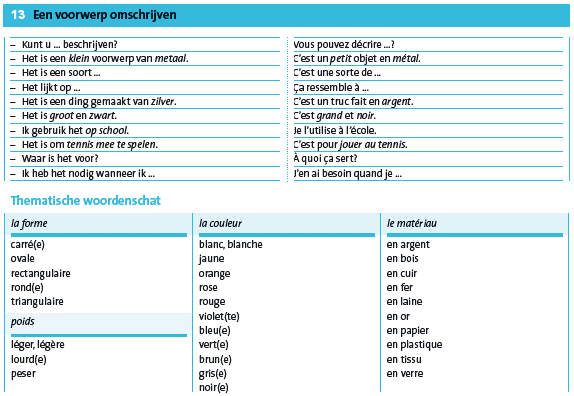 13 Een voorwerp omschrijven
– Kunt u ... beschrijven?
Vous pouvez décrire ...?
– Het is een klein voorwerp van metaal.
C'est un petit objet en métal.
– Het is een soort ...
C'est une sorte de ...
– Het lijkt op ...
Ça ressemble à ...
– Het is een ding gemaakt van zilver.
C'est un truc fait en argent.
– Het is groot en zwart.
C'est grand et noir.
– Ik gebruik het op school.
Je l'utilise à l'école.
– Het is om tennis mee te spelen.
C'est pour jouer au tennis.
– Waar is het voor?
À quoi ça sert?
– Ik heb het nodig wanneer ik ...
J'en ai besoin quand je ...
Thematische woordenschat
la forme
carré(e)
ovale
rectangulaire
rond(e)
triangulaire
poids
léger, légère
lourd(e)
peser
la couleur
blanc, blanche
jaune
orange
rose
rouge
violet(te)
bleu(e)
vert(e)
brun(e)
gris(e)
noir(e)
le matériau
en argent
en bois
en cuir
en fer
en laine
en or
en papier
en plastique
en tissu
en verre